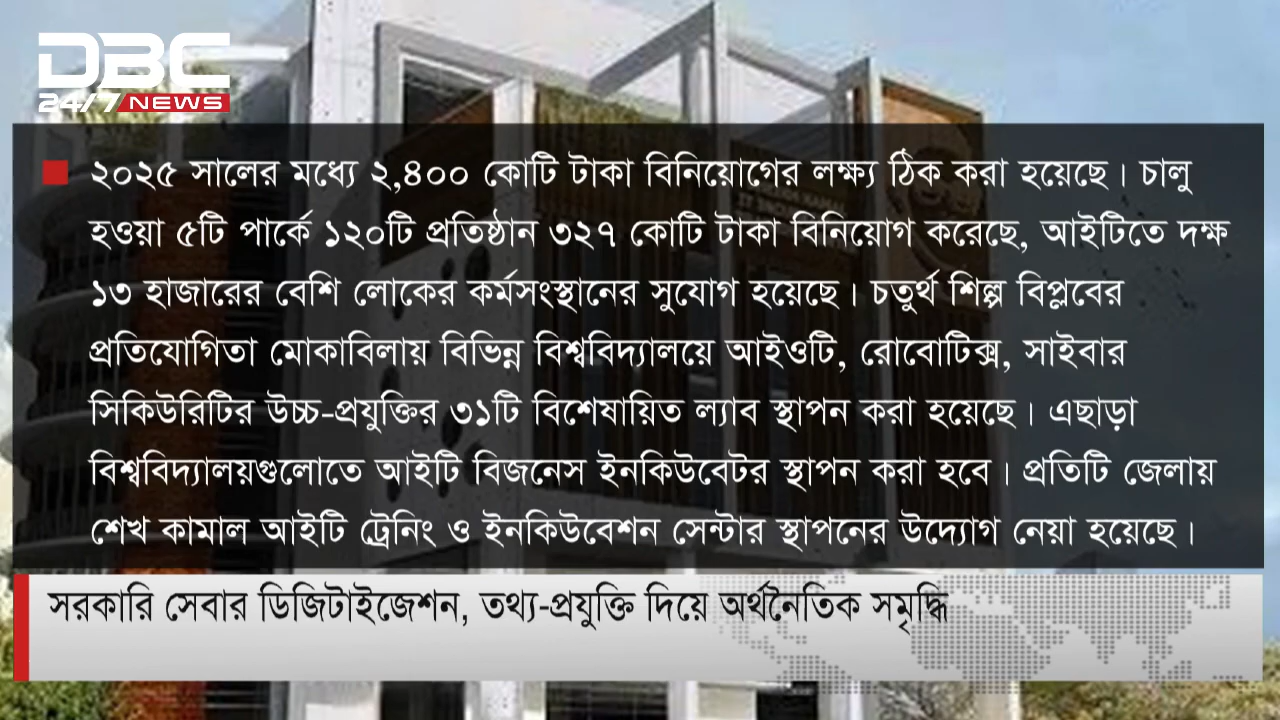 DBC
24/7 NEWS
২০২৫ সালের মধ্যে ২,৪০০ কোটি টাকা বিনিয়োগের লক্ষ্য ঠিক করা হয়েছে। চালু
হওয়া ৫টি পার্কে ১২০টি প্রতিষ্ঠান ৩২৭ কোটি টাকা বিনিয়োগ করেছে, আইটিতে দক্ষ
১৩ হাজারের বেশি লোকের কর্মসংস্থানের সুযোগ হয়েছে। চতুর্থ শিল্প বিপ্লবের
প্রতিযোগিতা মোকাবিলায় বিভিন্ন বিশ্ববিদ্যালয়ে আইওটি, রোবোটিক্স, সাইবার
সিকিউরিটির উচ্চ-প্রযুক্তির ৩১টি বিশেষায়িত ল্যাব স্থাপন করা হয়েছে। এছাড়া
বিশ্ববিদ্যালয়গুলোতে আইটি বিজনেস ইনকিউবেটর স্থাপন করা হবে। প্রতিটি জেলায়
শেখ কামাল আইটি ট্রেনিং ও ইনকিউবেশন সেন্টার স্থাপনের উদ্যোগ নেয়া হয়েছে।
সরকারি সেবার ডিজিটাইজেশন, তথ্য-প্রযুক্তি দিয়ে অর্থনৈতিক সমৃদ্ধি